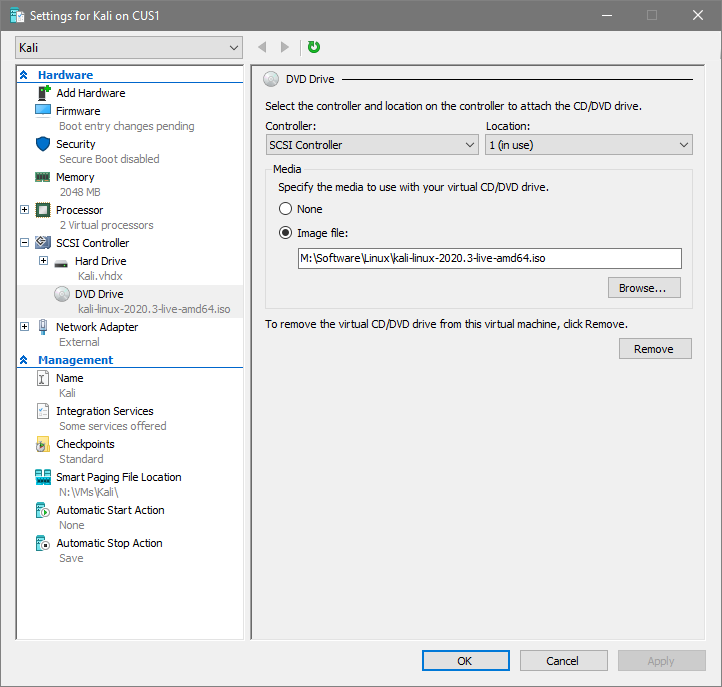 Settings for Kali on CUS1
Kali
Hardware
Add Hardware
Firmware
Boot entry changes pending
Security
Secure Boot disabled
Memory
2048 MB
Processor
2 Virtual processors
SCSI Controller
Hard Drive
Kali.vhdx
DVD Drive
kali-linux-2020.3-live-amd64.iso
Network Adapter
External
Management
Name
Kali
Integration Services
Some services offered
Checkpoints
Standard
Smart Paging File Location
N:\VMs\Kali\
Automatic Start Action
None
Automatic Stop Action
Save
DVD Drive
Select the controller and location on the controller to attach the CD/DVD drive.
Controller: Location:
SCSI Controller 1 (in use)
Media
Specify the media to use with your virtual CD/DVD drive.
None
Image file:
M:\Software\Linux\kali-linux-2020.3-live-amd64.iso
Browse...
To remove the virtual CD/DVD drive from this virtual machine, click Remove.
Remove
OK Cancel Apply